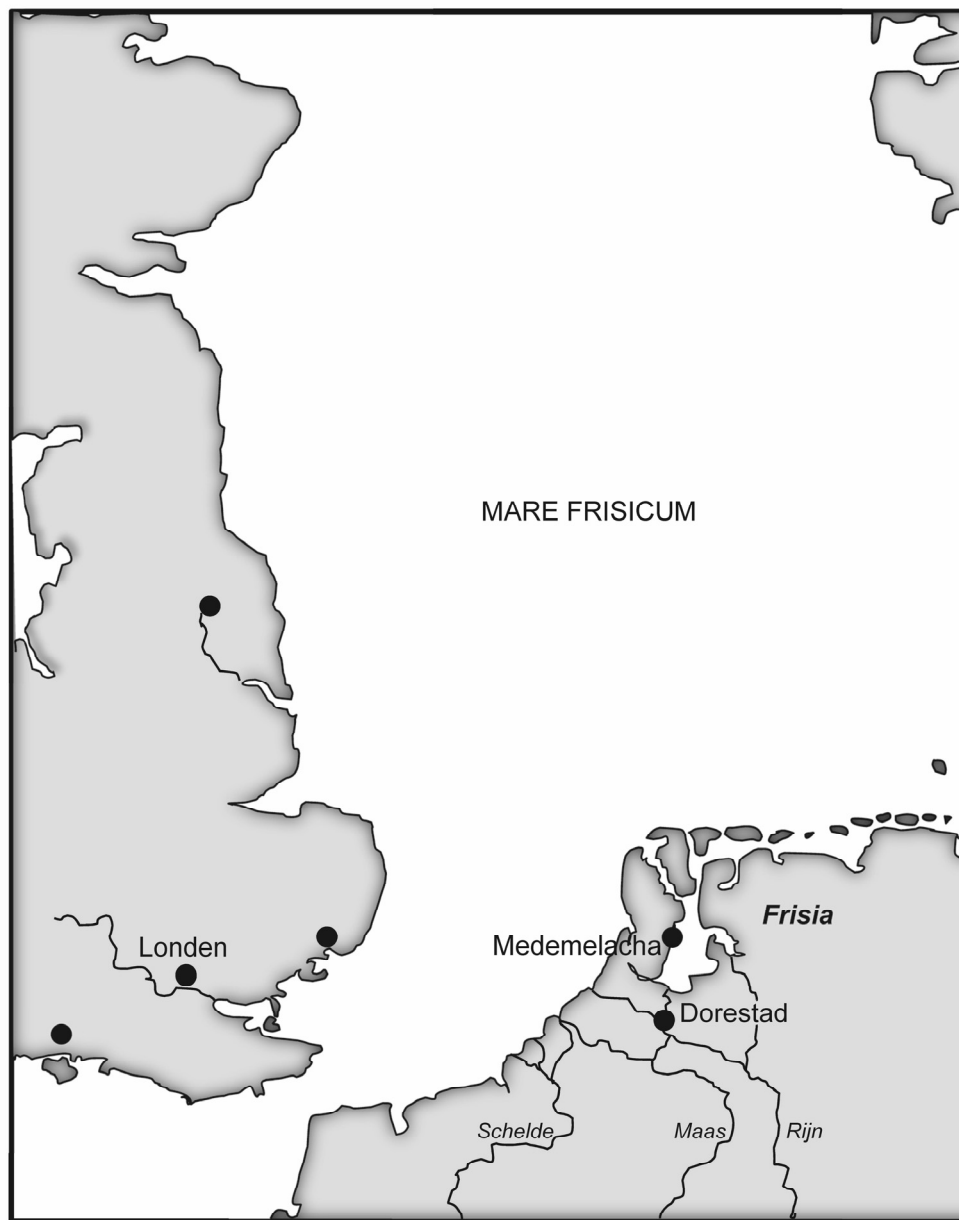 MARE FRISICUM
Frisia
Londen
Medemelacha
Dorestad
Schelde
Maas
Rijn